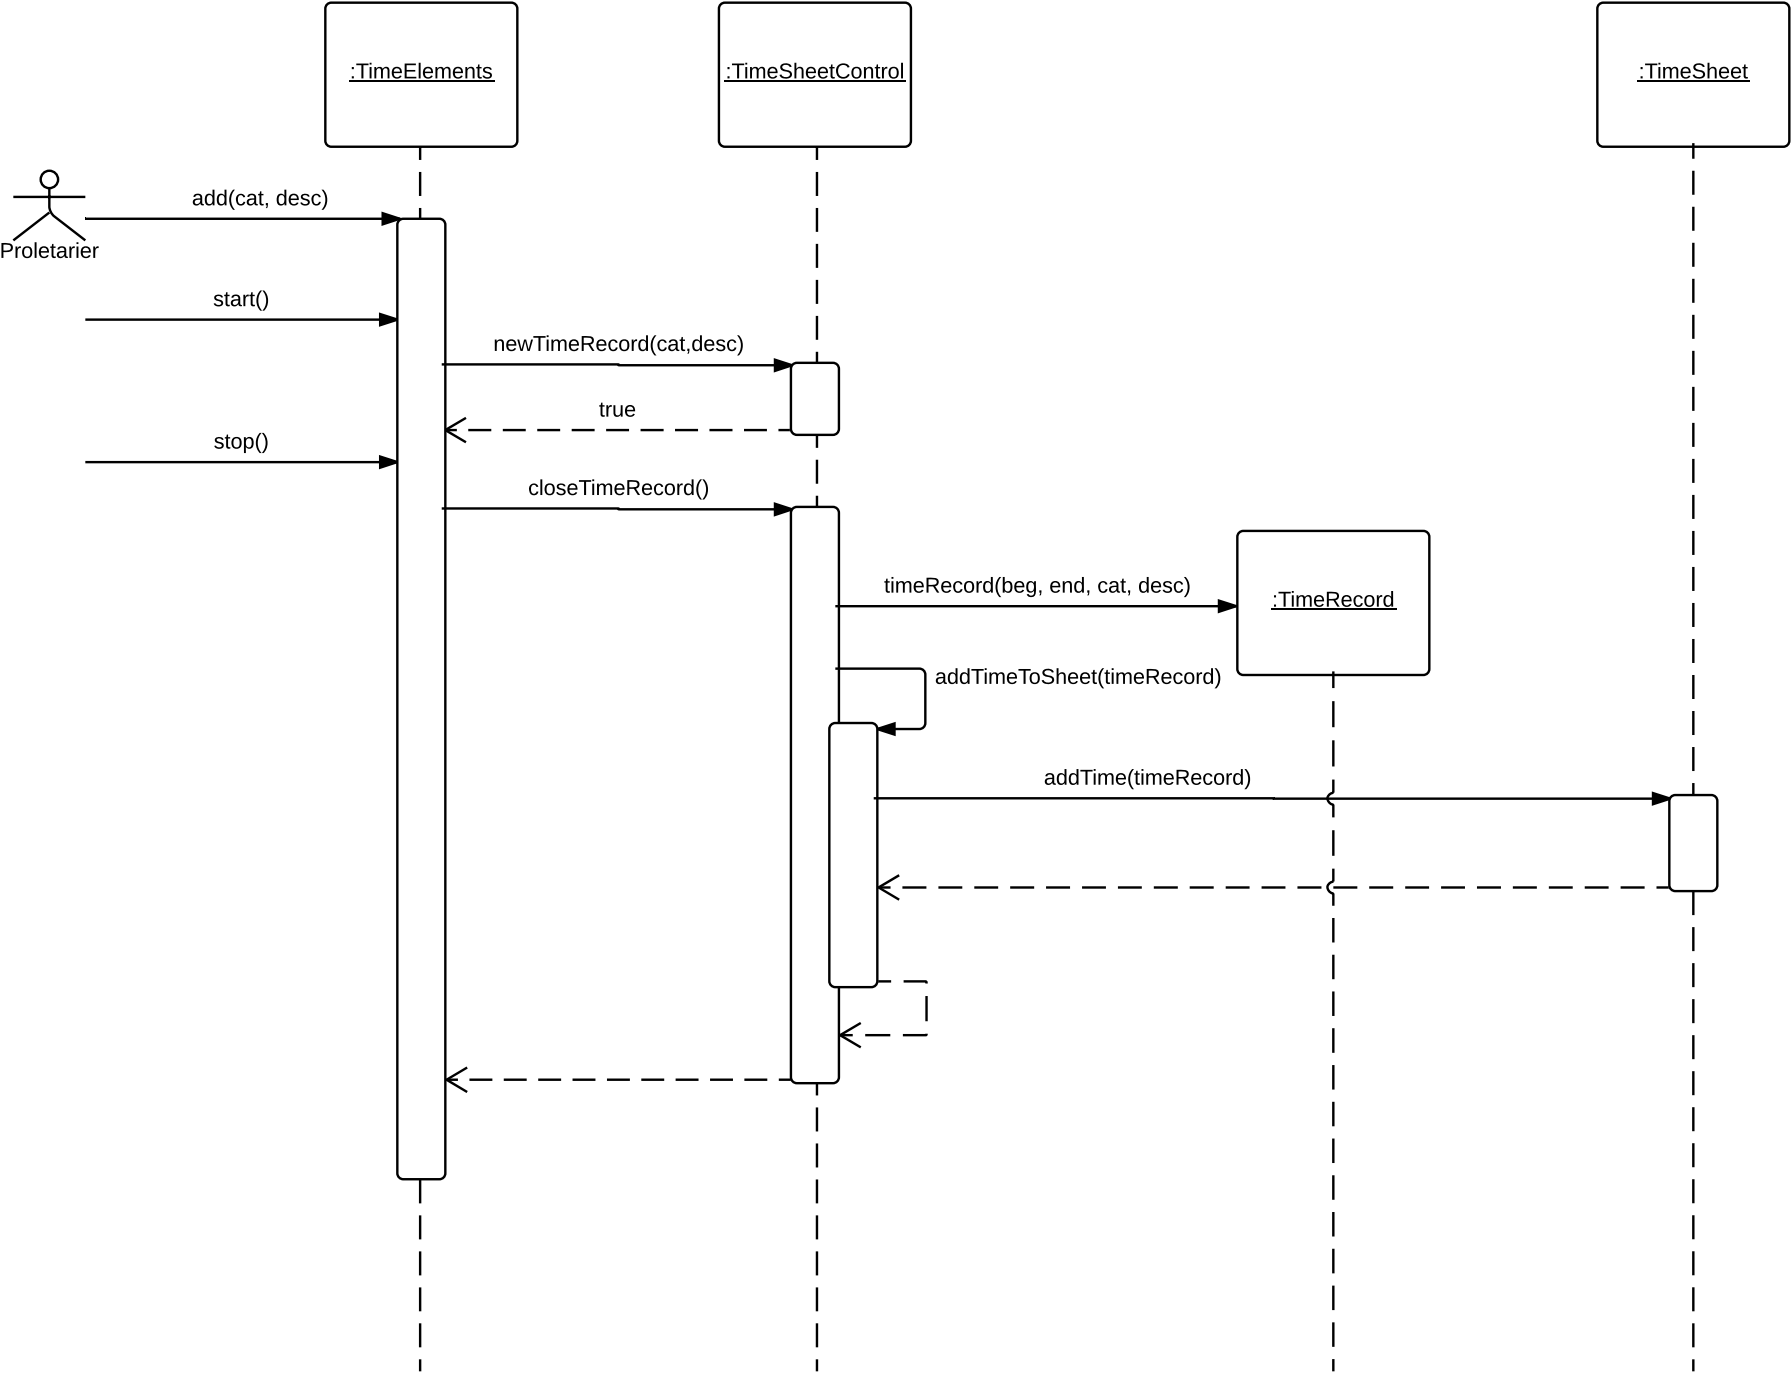 :TimeElements
:TimeSheetControl
:TimeSheet
add(cat, desc)
Proletarier
start()
newTimeRecord(cat,desc)
true
stop()
closeTimeRecord()
timeRecord(beg, end, cat, desc)
:TimeRecord
addTimeToSheet(timeRecord)
addTime(timeRecord)